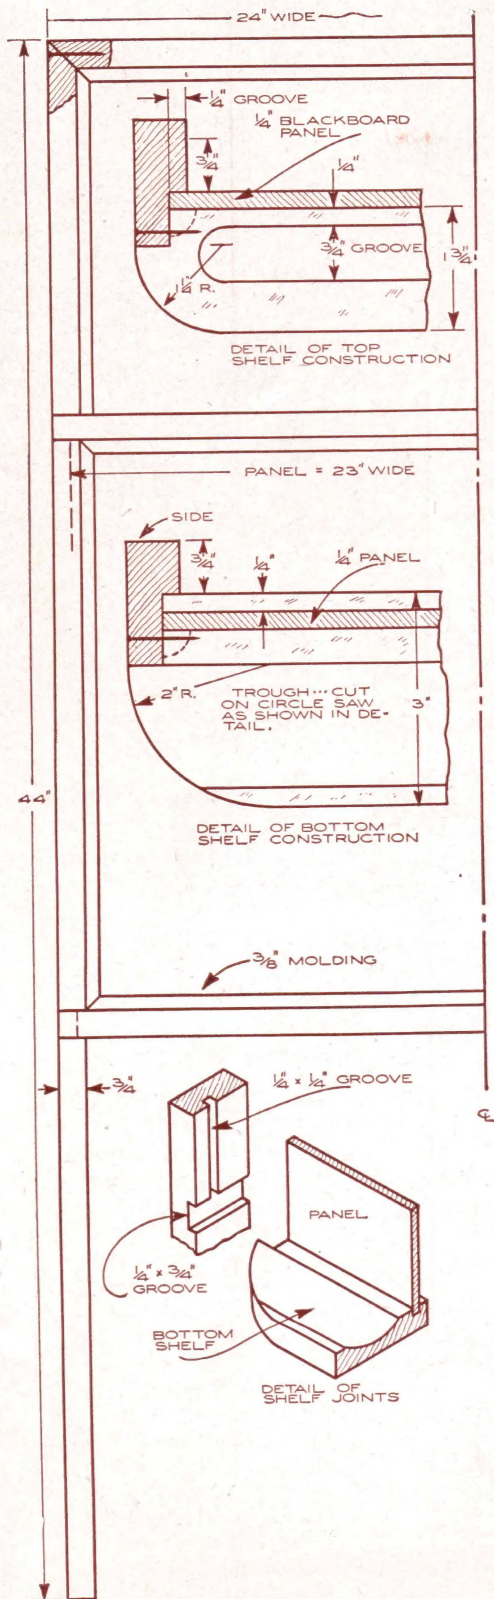 24" WIDE
1/4" GROOVE
1/4" BLACKBOARD
PANEL
3/4"
1/4"
3/4" GROOVE
1 3/4"
1 1/4" R.
DETAIL OF TOP
SHELF CONSTRUCTION
PANEL = 23" WIDE
SIDE
3/4"
1/4"
1/4" PANEL
2" R.
TROUGH...CUT
ON CIRCLE SAW
AS SHOWN IN DE-
TAIL.
3"
44"
DETAIL OF BOTTOM
SHELF CONSTRUCTION
3/8" MOLDING
3/4"
1/4" x 1/4" GROOVE
℄
PANEL
1/4" x 3/4"
GROOVE
BOTTOM
SHELF
DETAIL OF
SHELF JOINTS